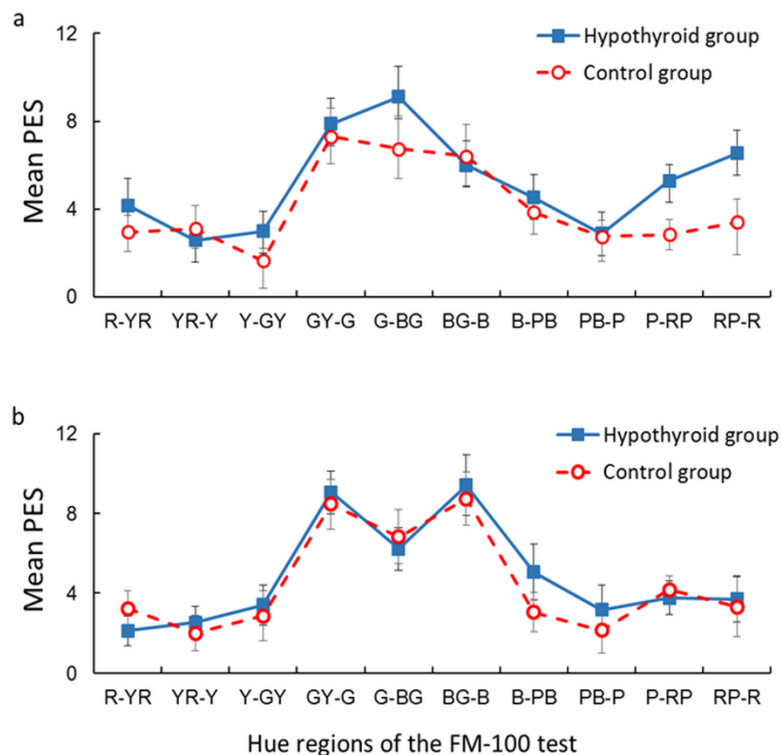 a
12
Hypothyroid group
Control group
8
Mean PES
4
0
R-YR YR-Y Y-GY GY-G G-BG BG-B B-PB PB-P P-RP RP-R
b
12
Hypothyroid group
Control group
8
Mean PES
4
0
R-YR YR-Y Y-GY GY-G G-BG BG-B B-PB PB-P P-RP RP-R
Hue regions of the FM-100 test